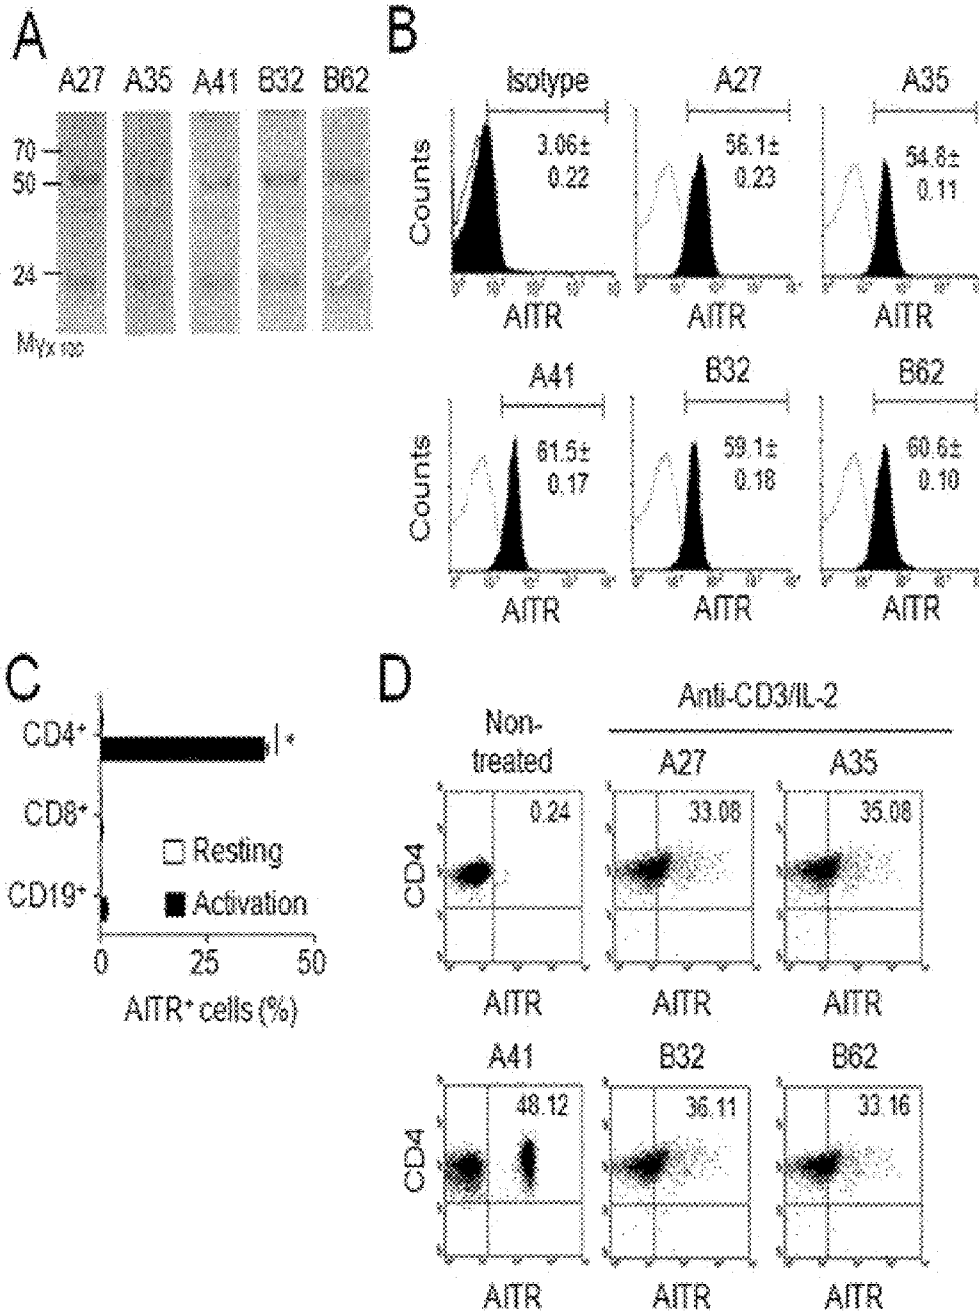 A
A27 A35 A41 B32 B62
70
50
24
B
Isotype
3.06±
0.22
Counts
AITR
A27
56.1±
0.23
AITR
A35
54.8±
0.11
AITR
A41
61.5±
0.17
Counts
AITR
B32
59.1±
0.18
AITR
B62
60.6±
0.10
AITR
C
CD4⁺
*
CD8⁺
CD19⁺
Resting
Activation
0 25 50
AITR⁺ cells (%)
D
Anti-CD3/IL-2
Non-
treated
A27
A35
0.24
33.08
35.08
CD4
AITR
AITR
AITR
A41
B32
B62
48.12
36.11
33.16
CD4
AITR
AITR
AITR